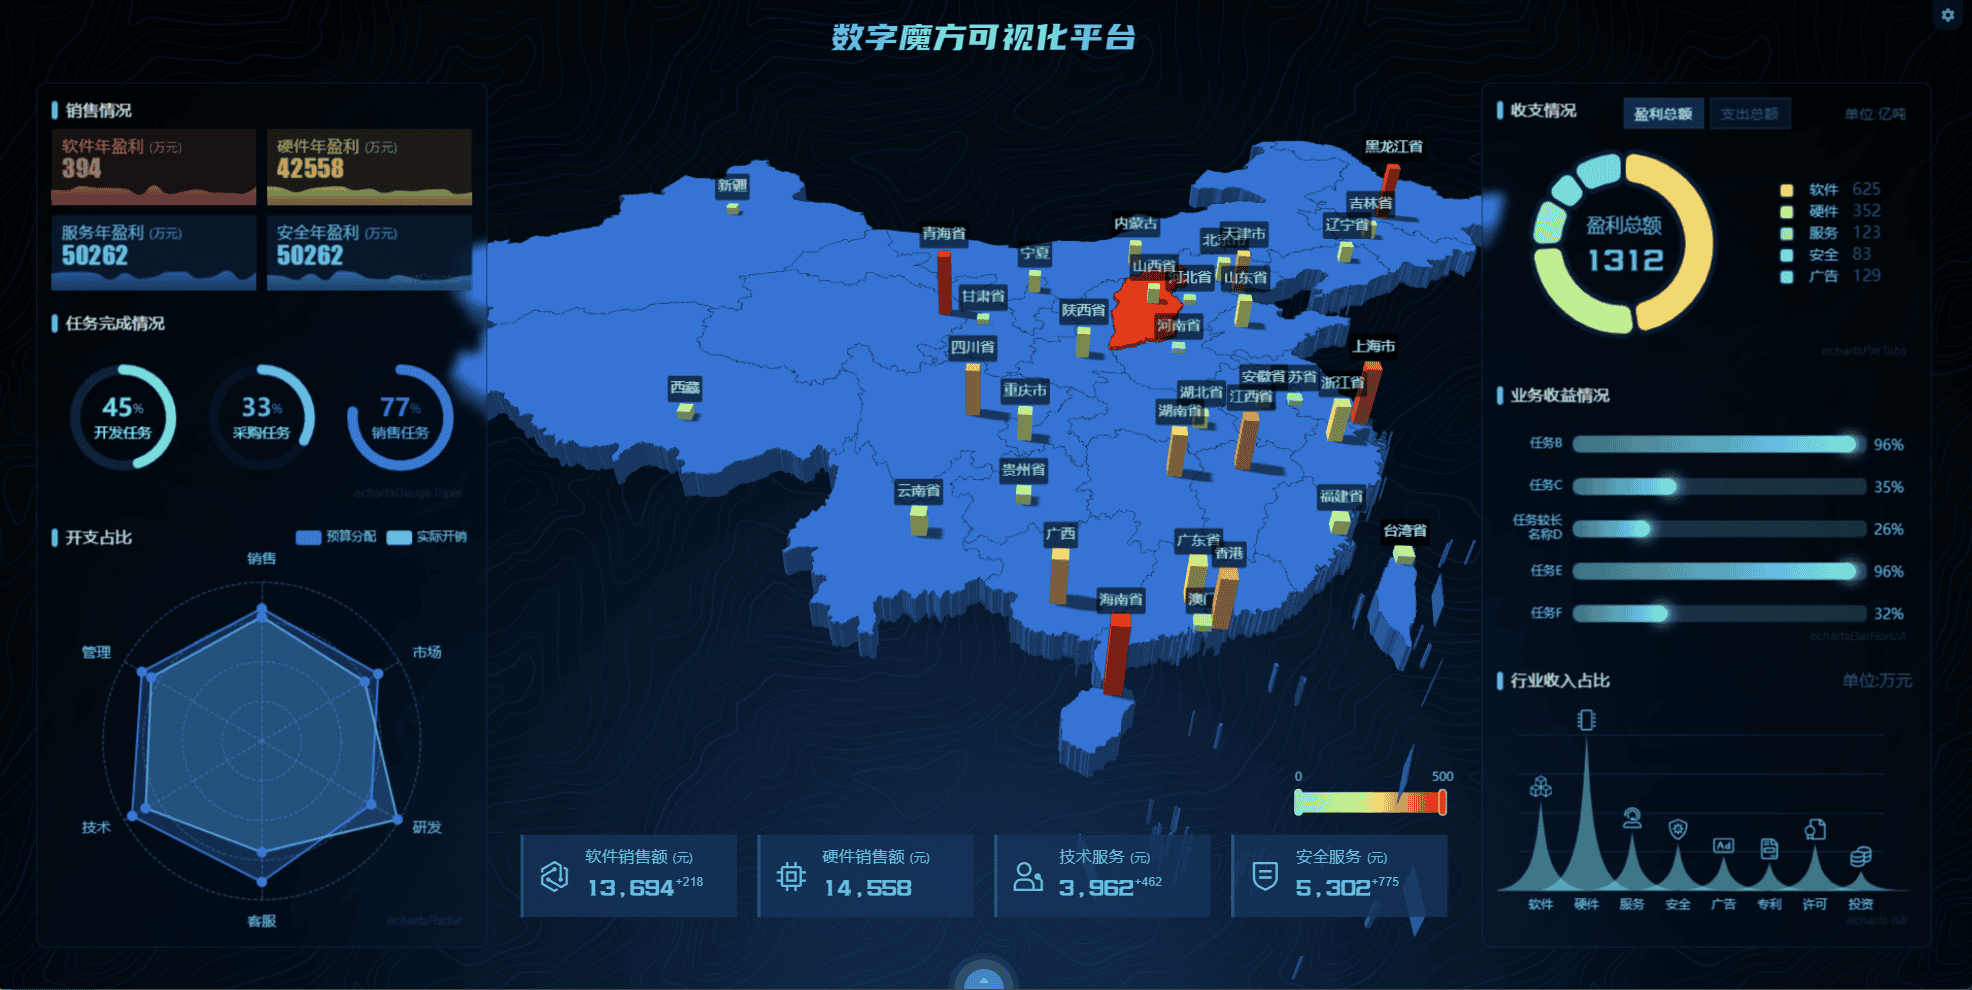 数字魔方可视化平台
销售情况
软件年盈利 (万元)
394
硬件年盈利 (万元)
42558
服务年盈利 (万元)
50262
安全年盈利 (万元)
50262
任务完成情况
45%
开发任务
33%
采购任务
77%
销售任务
echartsGaugeTriple
开支占比
预算分配
实际开销
销售
管理
市场
技术
研发
客服
echartsRadar
黑龙江省
新疆
吉林省
内蒙古
辽宁省
青海省
天津市
宁夏
山西省
河北省
山东省
甘肃省
陕西省
河南省
四川省
上海市
西藏
重庆市
湖北省
安徽省
苏省
浙江省
江西省
湖南省
贵州省
云南省
福建省
广西
广东省
香港
台湾省
海南省
澳门
0
500
软件销售额 (元)
13,694+218
硬件销售额 (元)
14,558
技术服务 (元)
3,962+462
安全服务 (元)
5,302+775
收支情况
盈利总额
支出总额
单位:亿吨
盈利总额
1312
软件 625
硬件 352
服务 123
安全 83
广告 129
echartsPieTabs
业务收益情况
任务B 96%
任务C 35%
任务较长
名称D 26%
任务E 96%
任务F 32%
echartsBarHorizA
行业收入占比
单位:万元
Ad
软件 硬件 服务 安全 广告 专利 许可 投资
echarts-hill